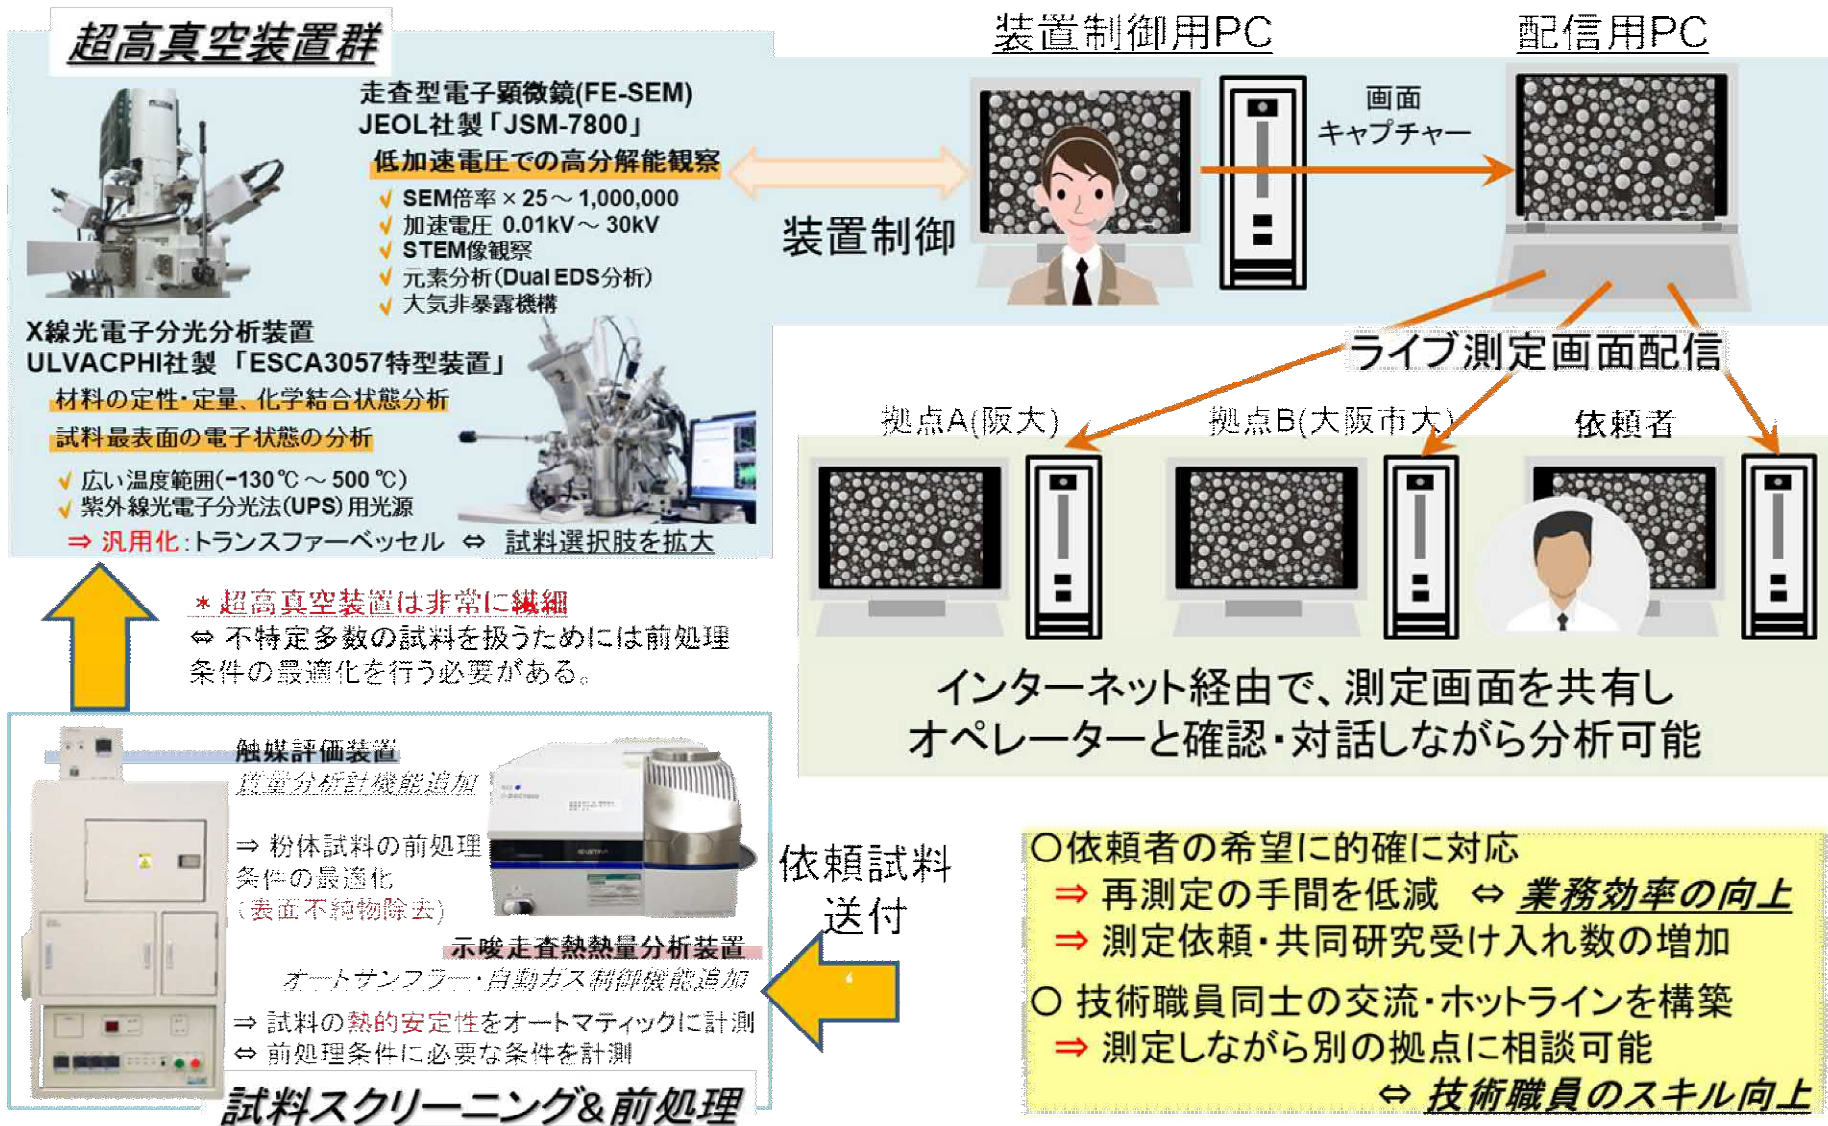 超高真空装置群
走査型電子顕微鏡(FE-SEM)
JEOL社製「JSM-7800」
低加速電圧での高分解能観察
✓ SEM倍率×25～1,000,000
✓ 加速電圧 0.01kV～30kV
✓ STEM像観察
✓ 元素分析(Dual EDS分析)
✓ 大気非暴露機構
X線光電子分光分析装置
ULVACPHI社製 「ESCA3057特型装置」
材料の定性・定量、化学結合状態分析
試料最表面の電子状態の分析
✓ 広い温度範囲(−130℃～500℃)
✓ 紫外線光電子分光法(UPS)用光源
⇒ 汎用化:トランスファーベッセル ⇔ 試料選択肢を拡大
装置制御
装置制御用PC
画面
キャプチャー
配信用PC
ライブ測定画面配信
拠点A(阪大)
拠点B(大阪市大)
依頼者
インターネット経由で、測定画面を共有し
オペレーターと確認・対話しながら分析可能
*超高真空装置は非常に繊細
⇔ 不特定多数の試料を扱うためには前処理
条件の最適化を行う必要がある。
触媒評価装置
質量分析計機能追加
⇒ 粉体試料の前処理
条件の最適化
(表面不純物除去)
示唆走査熱熱量分析装置
オートサンプラー・自動ガス制御機能追加
⇒ 試料の熱的安定性をオートマティックに計測
⇔ 前処理条件に必要な条件を計測
試料スクリーニング&前処理
依頼試料
送付
○依頼者の希望に的確に対応
⇒ 再測定の手間を低減 ⇔ 業務効率の向上
⇒ 測定依頼・共同研究受け入れ数の増加
○ 技術職員同士の交流・ホットラインを構築
⇒ 測定しながら別の拠点に相談可能
⇔ 技術職員のスキル向上